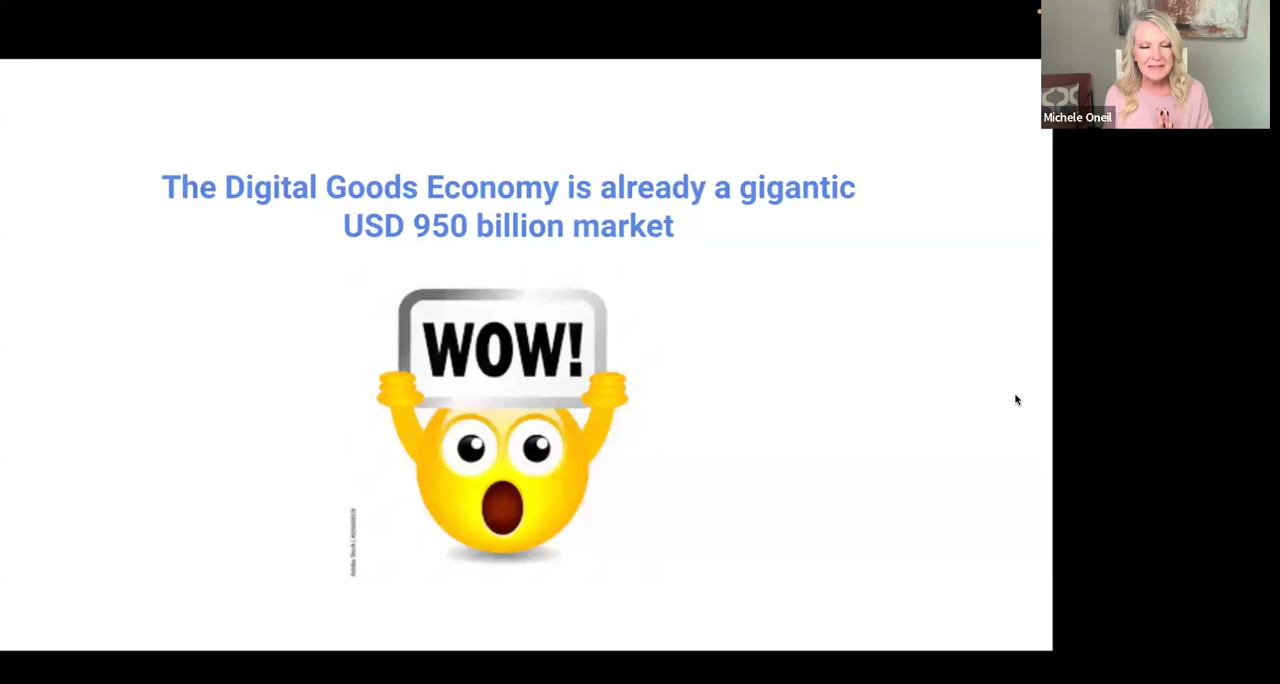 Michele Oneil
The Digital Goods Economy is already a gigantic
USD 950 billion market
WOW!